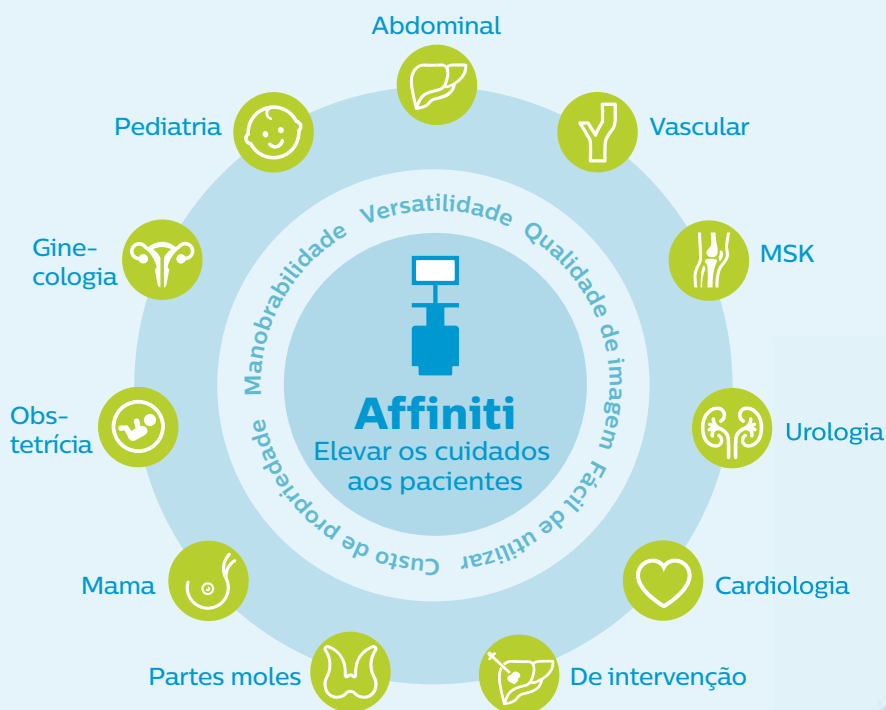 Abdominal
Pediatria
Vascular
Gine-
cologia
MSK
Obs-
tetrícia
Urologia
Mama
Cardiologia
Partes moles
De intervenção
Manobrabilidade
Versatilidade
Qualidade de imagem
Fácil de utilizar
Custo de propriedade
Affiniti
Elevar os cuidados
aos pacientes